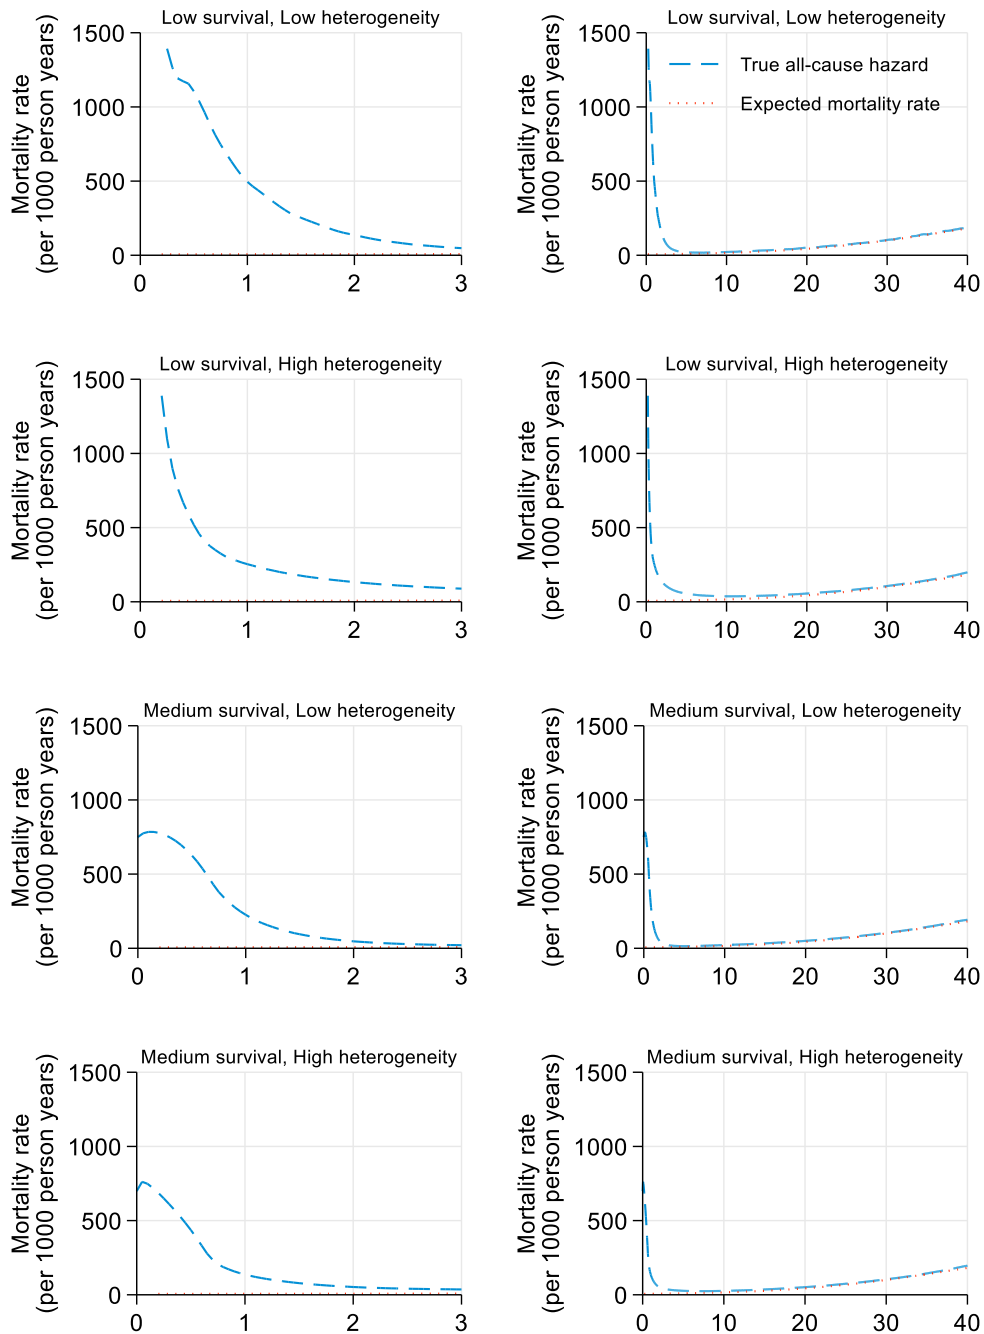 Low survival, Low heterogeneity
Mortality rate
(per 1000 person years)
1500
1000
500
0
0 1 2 3
Low survival, Low heterogeneity
Mortality rate
(per 1000 person years)
1500
1000
500
0
True all-cause hazard
Expected mortality rate
0 10 20 30 40
Low survival, High heterogeneity
Mortality rate
(per 1000 person years)
1500
1000
500
0
0 1 2 3
Low survival, High heterogeneity
Mortality rate
(per 1000 person years)
1500
1000
500
0
0 10 20 30 40
Medium survival, Low heterogeneity
Mortality rate
(per 1000 person years)
1500
1000
500
0
0 1 2 3
Medium survival, Low heterogeneity
Mortality rate
(per 1000 person years)
1500
1000
500
0
0 10 20 30 40
Medium survival, High heterogeneity
Mortality rate
(per 1000 person years)
1500
1000
500
0
0 1 2 3
Medium survival, High heterogeneity
Mortality rate
(per 1000 person years)
1500
1000
500
0
0 10 20 30 40